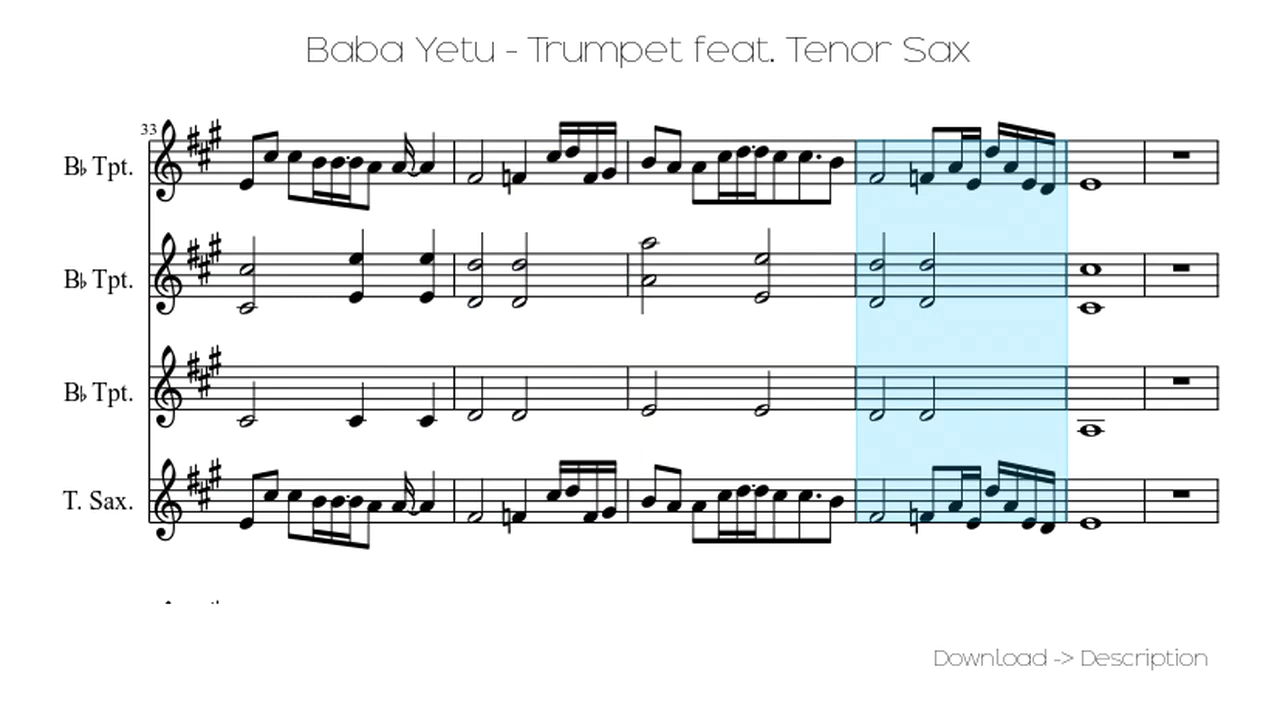 Baba Yetu - Trumpet feat. Tenor Sax
33
B♭ Tpt.
B♭ Tpt.
B♭ Tpt.
T. Sax.
Download -> Description